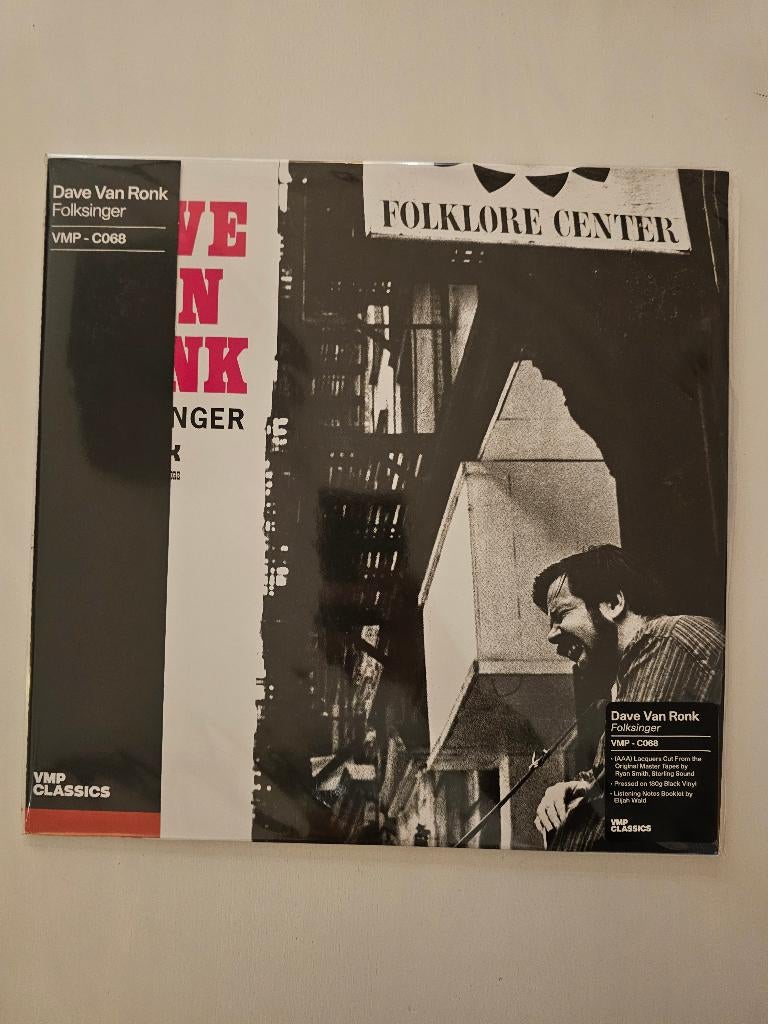 Dave Van Ronk
Folksinger
VMP - C068
VE
N
NK
NGER
FOLKLORE CENTER
VMP
CLASSICS
Dave Van Ronk
Folksinger
VMP - C068
• (AAA) Lacquers Cut From the
Original Master Tapes by
Ryan Smith, Sterling Sound
• Pressed on 180g Black Vinyl
• Listening Notes Booklet by
Elijah Wald
VMP
CLASSICS